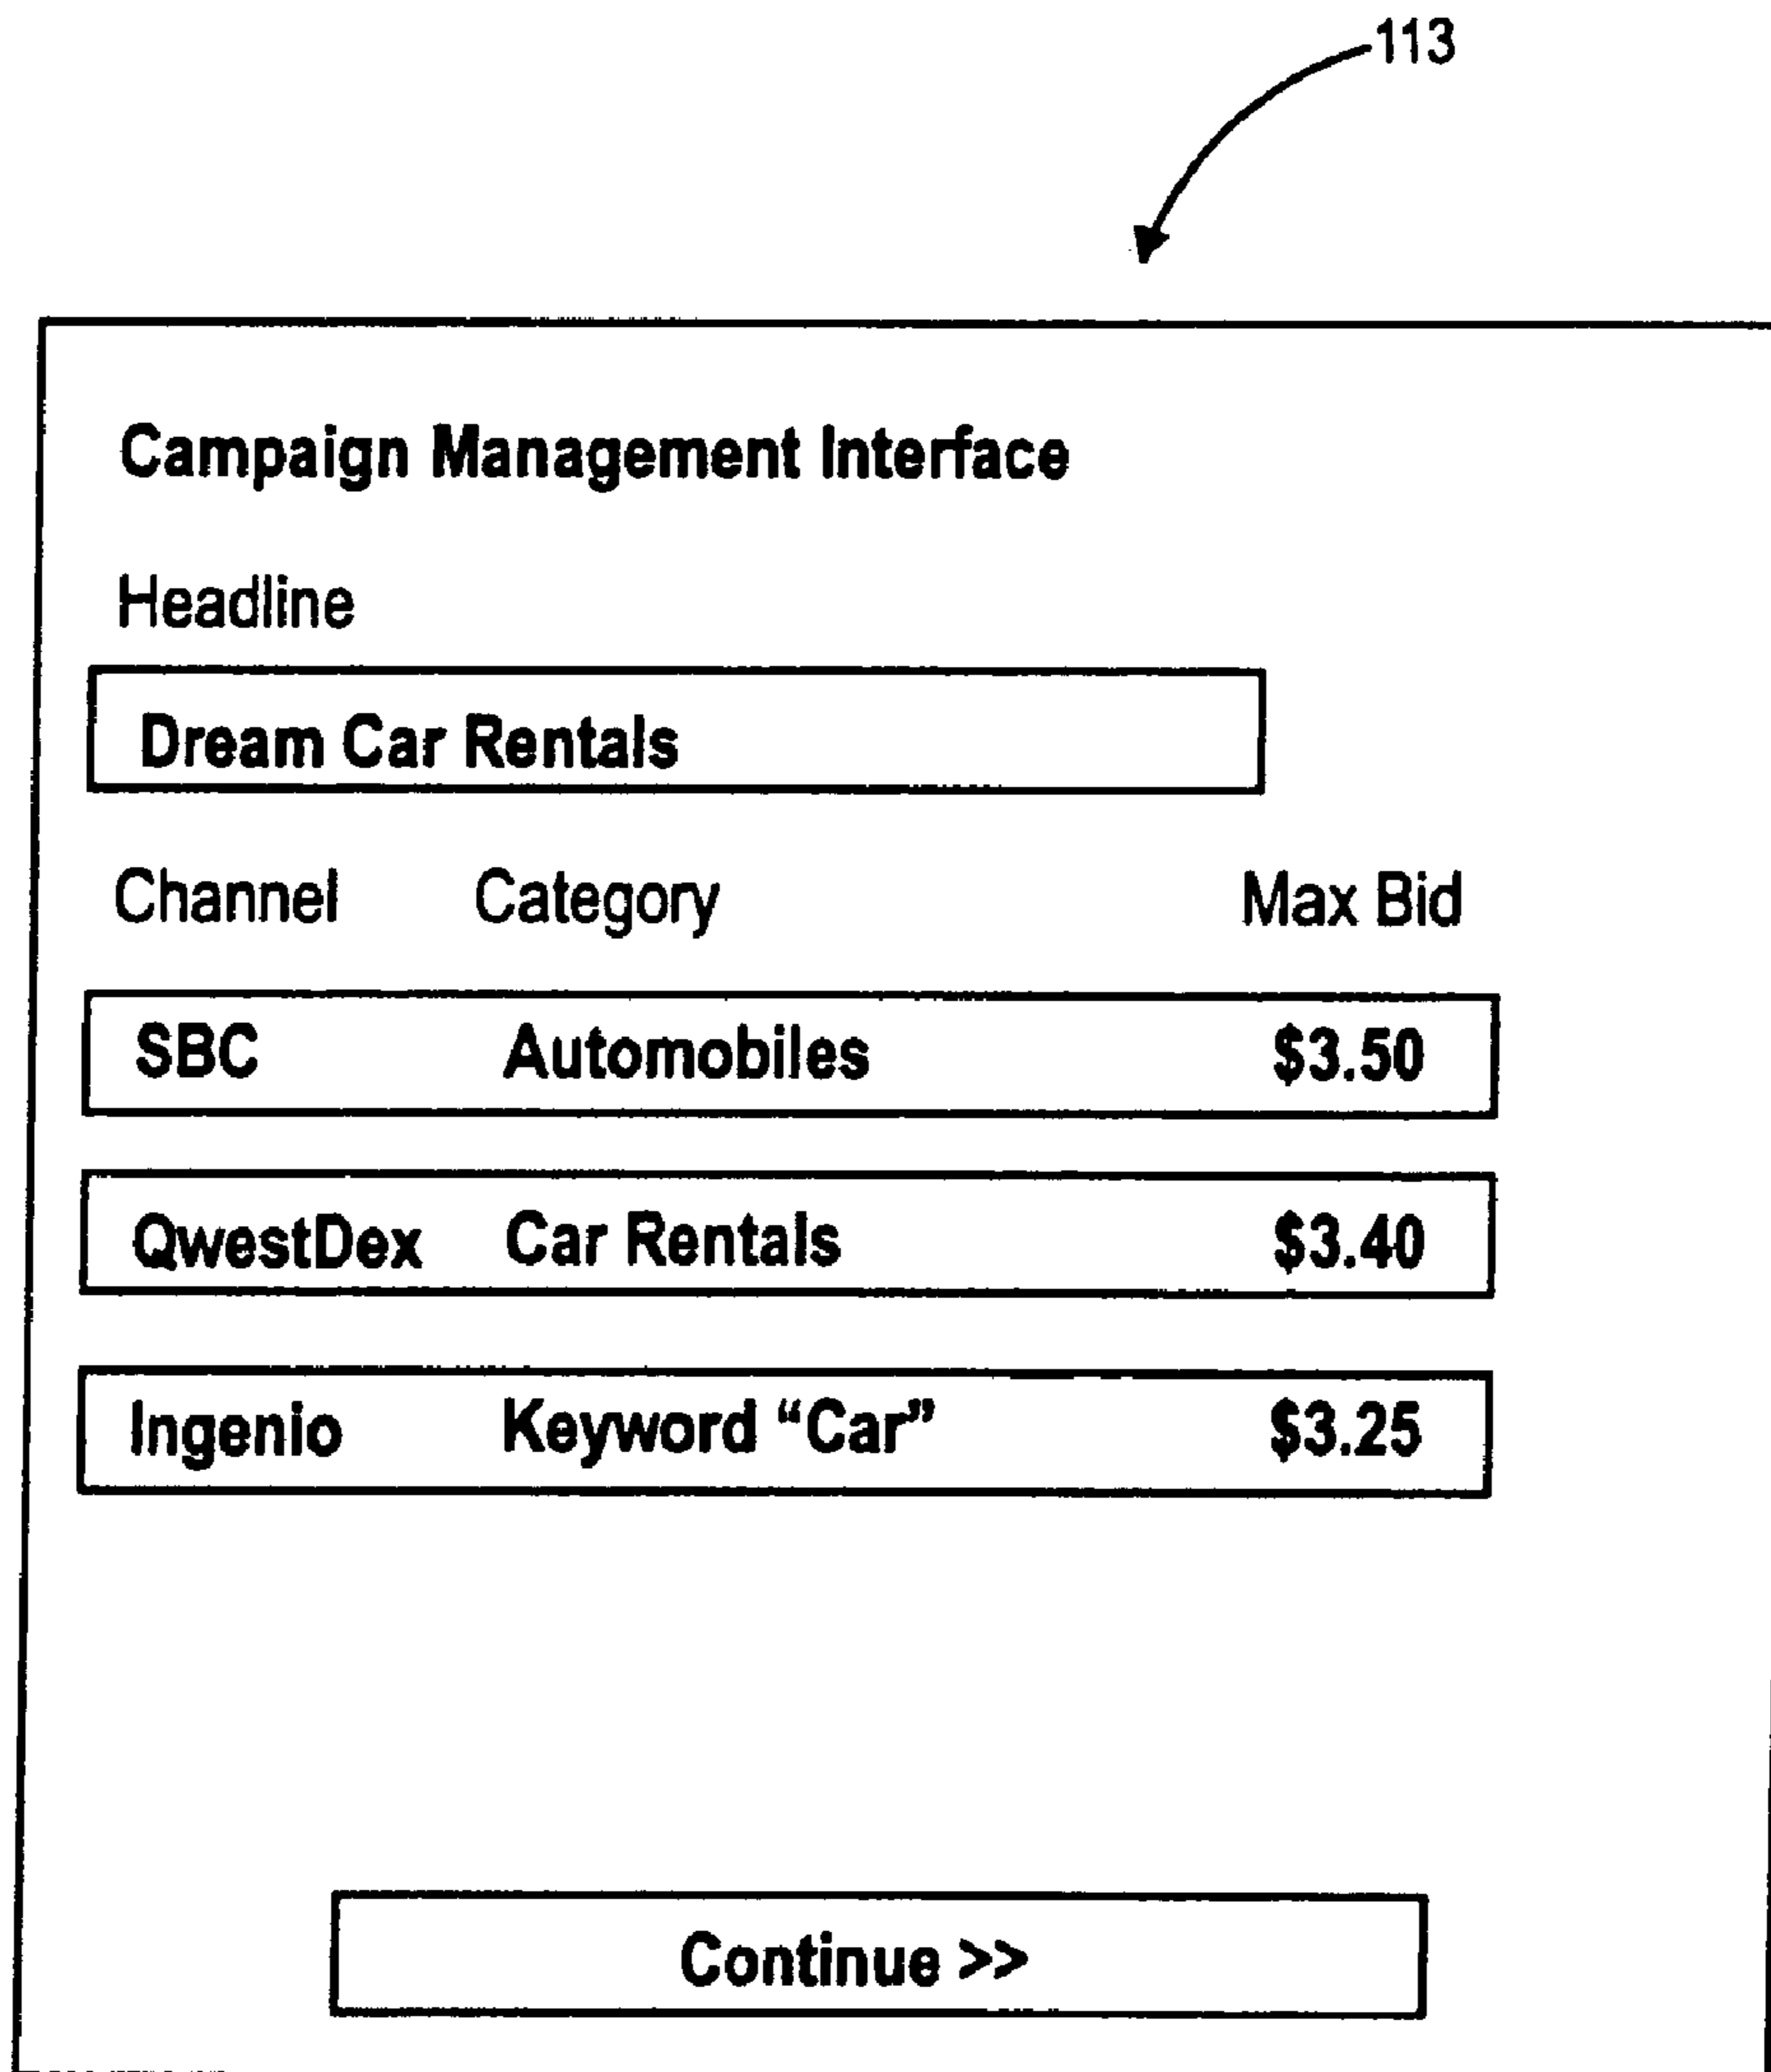 113
Campaign Management Interface
Headline
Dream Car Rentals
Channel Category Max Bid
SBC Automobiles $3.50
QwestDex Car Rentals $3.40
Ingenio Keyword “Car” $3.25
Continue >>